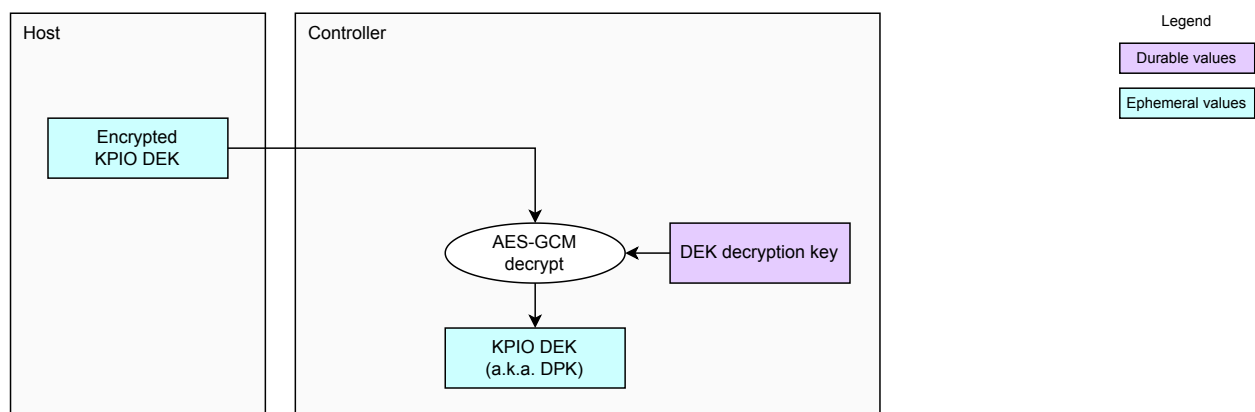 Host
Controller
Legend
Durable values
Ephemeral values
Encrypted
KPIO DEK
AES-GCM
decrypt
DEK decryption key
KPIO DEK
(a.k.a. DPK)